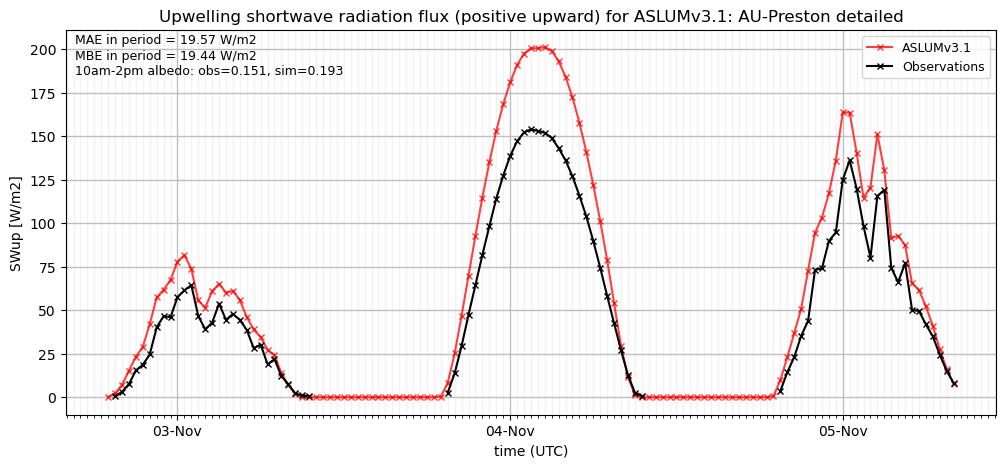 Upwelling shortwave radiation flux (positive upward) for ASLUMv3.1: AU-Preston detailed
MAE in period = 19.57 W/m2
MBE in period = 19.44 W/m2
10am-2pm albedo: obs=0.151, sim=0.193
ASLUMv3.1
Observations
SWup [W/m2]
200
175
150
125
100
75
50
25
0
03-Nov
04-Nov
05-Nov
time (UTC)